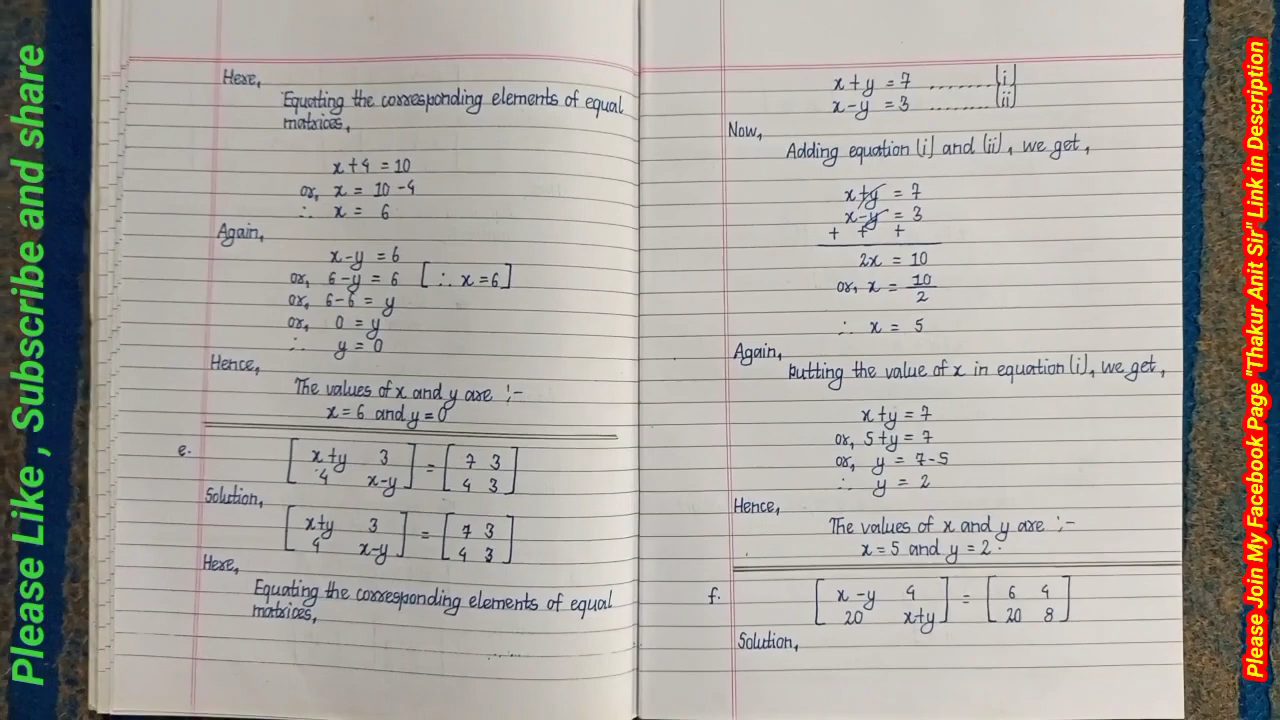 Please Like , Subscribe and share
Here,
Equating the corresponding elements of equal
matrices,
x + 4 = 10
or, x = 10 - 4
∴ x = 6
Again,
x - y = 6
or, 6 - y = 6 [∴ x = 6]
or, 6 - 6 = y
or, 0 = y
∴ y = 0
Hence,
The values of x and y are :-
x = 6 and y = 0
e. [x+y 3 = [7 3
4 x-y] 4 3]
Solution,
[x+y 3 = [7 3
4 x-y] 4 3]
Here,
Equating the corresponding elements of equal
matrices,
x + y = 7 ........ (i)
x - y = 3 ........ (ii)
Now,
Adding equation (i) and (ii), we get,
x + y = 7
x - y = 3
+ + +
2x = 10
or, x = 10/2
∴ x = 5
Again,
putting the value of x in equation (i), we get,
x + y = 7
or, 5 + y = 7
or, y = 7 - 5
∴ y = 2
Hence,
The values of x and y are :-
x = 5 and y = 2.
f. [x - y 4 = [6 4
20 x+y] 20 8]
Solution,
Please Join My Facebook Page "Thakur Anit Sir" Link in Description